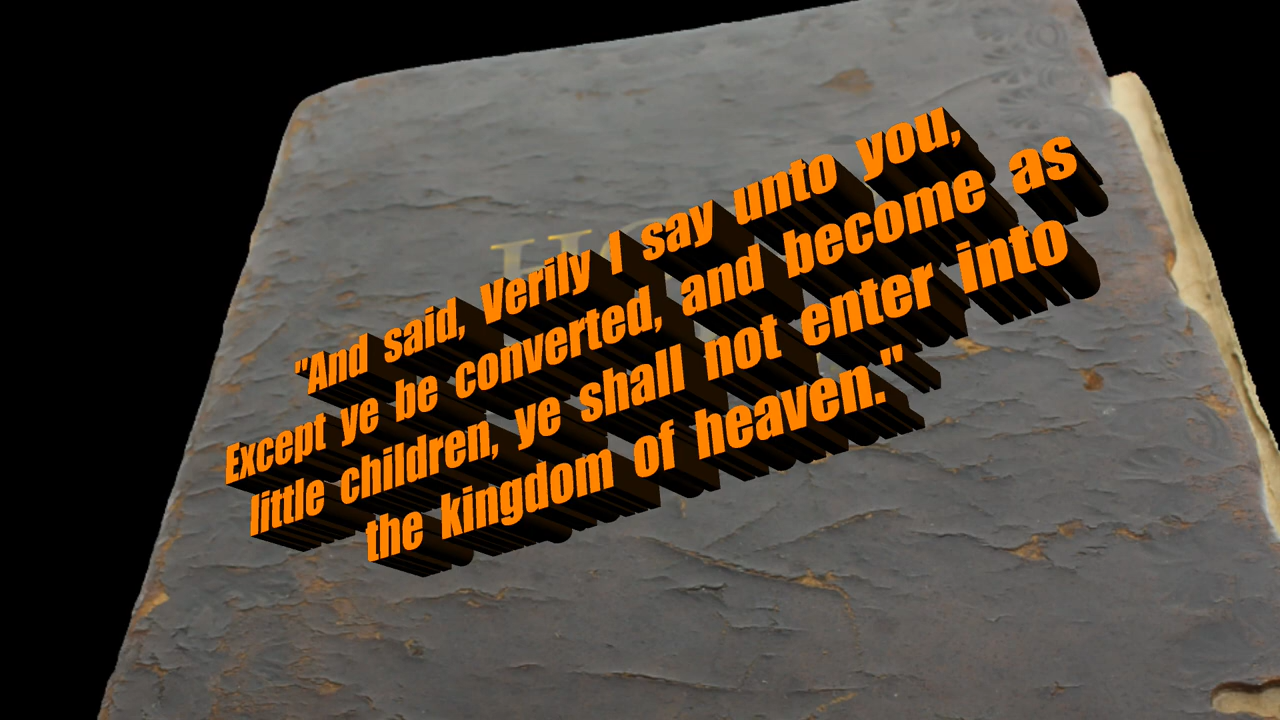 "And said, Verily I say unto you,
Except ye be converted, and become as
little children, ye shall not enter into
the kingdom of heaven."